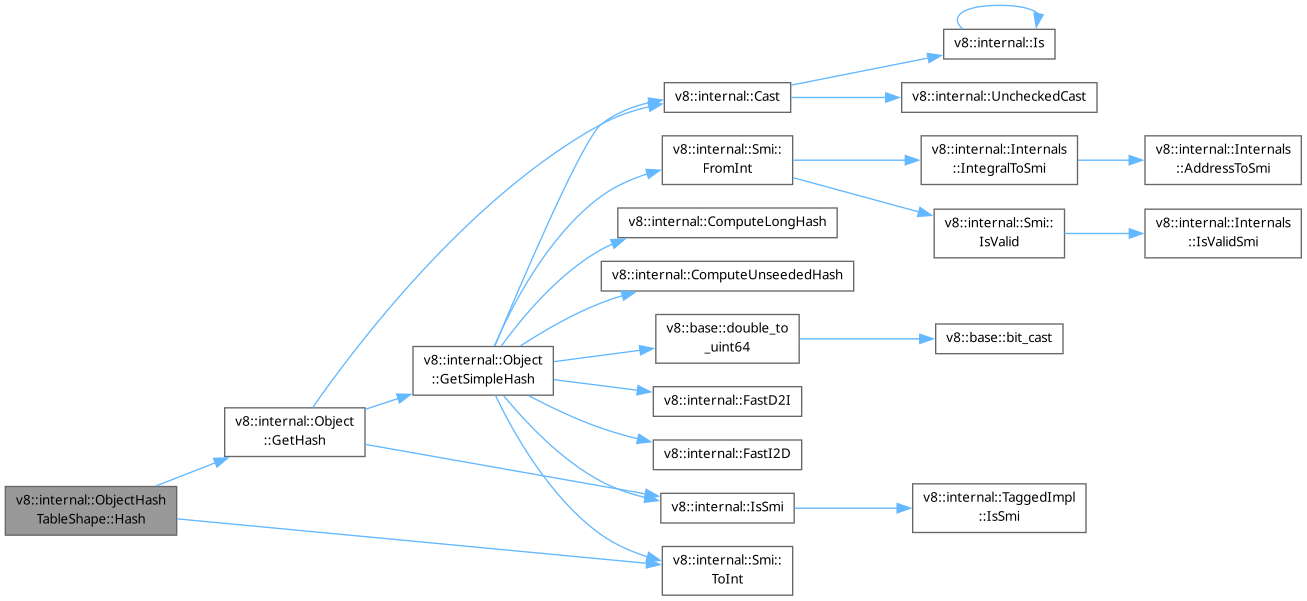 v8::internal::Is
v8::internal::Cast
v8::internal::UncheckedCast
v8::internal::Smi::
FromInt
v8::internal::Internals
::IntegralToSmi
v8::internal::Internals
::AddressToSmi
v8::internal::ComputeLongHash
v8::internal::Smi::
IsValid
v8::internal::Internals
::IsValidSmi
v8::internal::ComputeUnseededHash
v8::base::double_to
_uint64
v8::base::bit_cast
v8::internal::Object
::GetSimpleHash
v8::internal::FastD2I
v8::internal::Object
::GetHash
v8::internal::FastI2D
v8::internal::ObjectHash
TableShape::Hash
v8::internal::IsSmi
v8::internal::TaggedImpl
::IsSmi
v8::internal::Smi::
ToInt